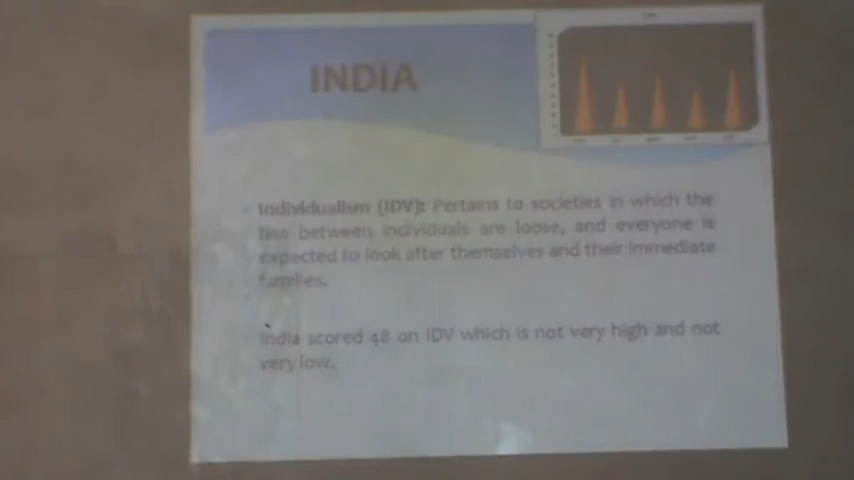 INDIA
Individualism (IDV): Pertains to societies in which the
ties between individuals are loose, and everyone is
expected to look after themselves and their immediate
families.
India scored 48 on IDV which is not very high and not
very low.